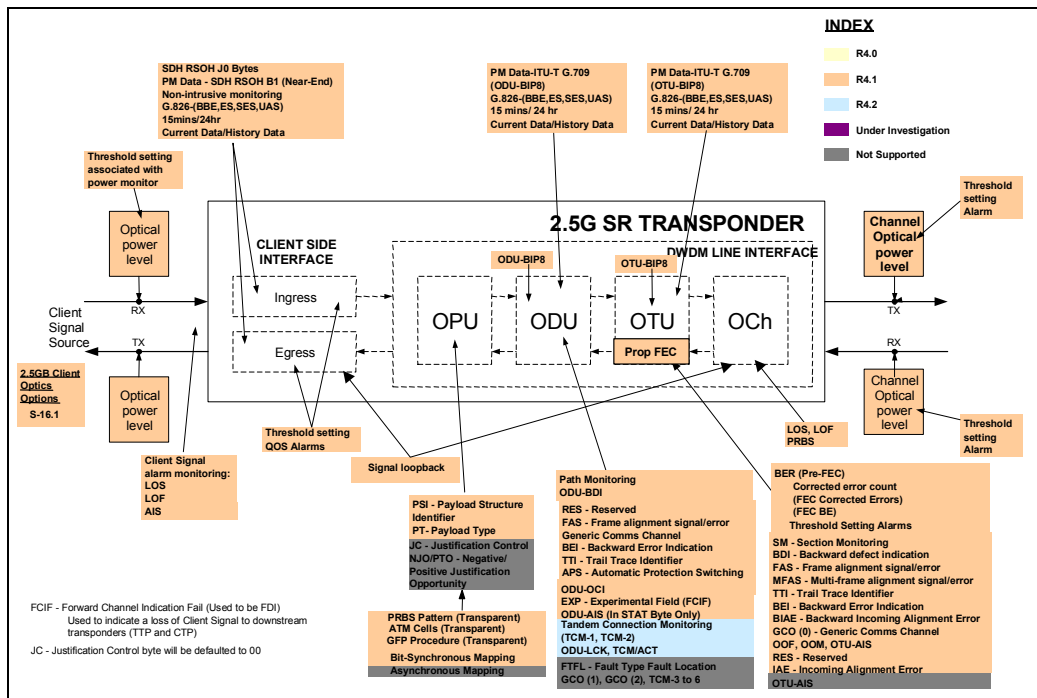 INDEX
R4.0
R4.1
R4.2
Under Investigation
Not Supported
SDH RSOH J0 Bytes
PM Data - SDH RSOH B1 (Near-End)
Non-intrusive monitoring
G.826-(BBE,ES,SES,UAS)
15mins/24hr
Current Data/History Data
PM Data-ITU-T G.709
(ODU-BIP8)
G.826-(BBE,ES,SES,UAS)
15 mins/ 24 hr
Current Data/History Data
PM Data-ITU-T G.709
(OTU-BIP8)
G.826-(BBE,ES,SES,UAS)
15 mins/ 24 hr
Current Data/History Data
Threshold setting
associated with
power monitor
Threshold
setting
Alarm
Optical
power
level
Channel
Optical
power
level
2.5G SR TRANSPONDER
CLIENT SIDE
INTERFACE
DWDM LINE INTERFACE
ODU-BIP8
OTU-BIP8
Ingress
Egress
OPU
ODU
OTU
OCh
Prop FEC
RX
TX
Client
Signal
Source
TX
RX
2.5GB Client
Optics
Options
S-16.1
Optical
power
level
Channel
Optical
power
level
Threshold
setting
Alarm
Threshold setting
QOS Alarms
Signal loopback
LOS, LOF
PRBS
Client Signal
alarm monitoring:
LOS
LOF
AIS
PSI - Payload Structure
Identifier
PT- Payload Type
JC - Justification Control
NJO/PTO - Negative/
Positive Justification
Opportunity
PRBS Pattern (Transparent)
ATM Cells (Transparent)
GFP Procedure (Transparent)
Bit-Synchronous Mapping
Asynchronous Mapping
Path Monitoring
ODU-BDI
RES - Reserved
FAS - Frame alignment signal/error
Generic Comms Channel
BEI - Backward Error Indication
TTI - Trail Trace Identifier
APS - Automatic Protection Switching
ODU-OCI
EXP - Experimental Field (FCIF)
ODU-AIS (In STAT Byte Only)
Tandem Connection Monitoring
(TCM-1, TCM-2)
ODU-LCK, TCM/ACT
FTFL - Fault Type Fault Location
GCO (1), GCO (2), TCM-3 to 6
BER (Pre-FEC)
Corrected error count
(FEC Corrected Errors)
(FEC BE)
Threshold Setting Alarms
SM - Section Monitoring
BDI - Backward defect indication
FAS - Frame alignment signal/error
MFAS - Multi-frame alignment signal/error
TTI - Trail Trace Identifier
BEI - Backward Error Indication
BIAE - Backward Incoming Alignment Error
GCO (0) - Generic Comms Channel
OOF, OOM, OTU-AIS
RES - Reserved
IAE - Incoming Alignment Error
OTU-AIS
FCIF - Forward Channel Indication Fail (Used to be FDI)
Used to indicate a loss of Client Signal to downstream
transponders (TTP and CTP)
JC - Justification Control byte will be defaulted to 00